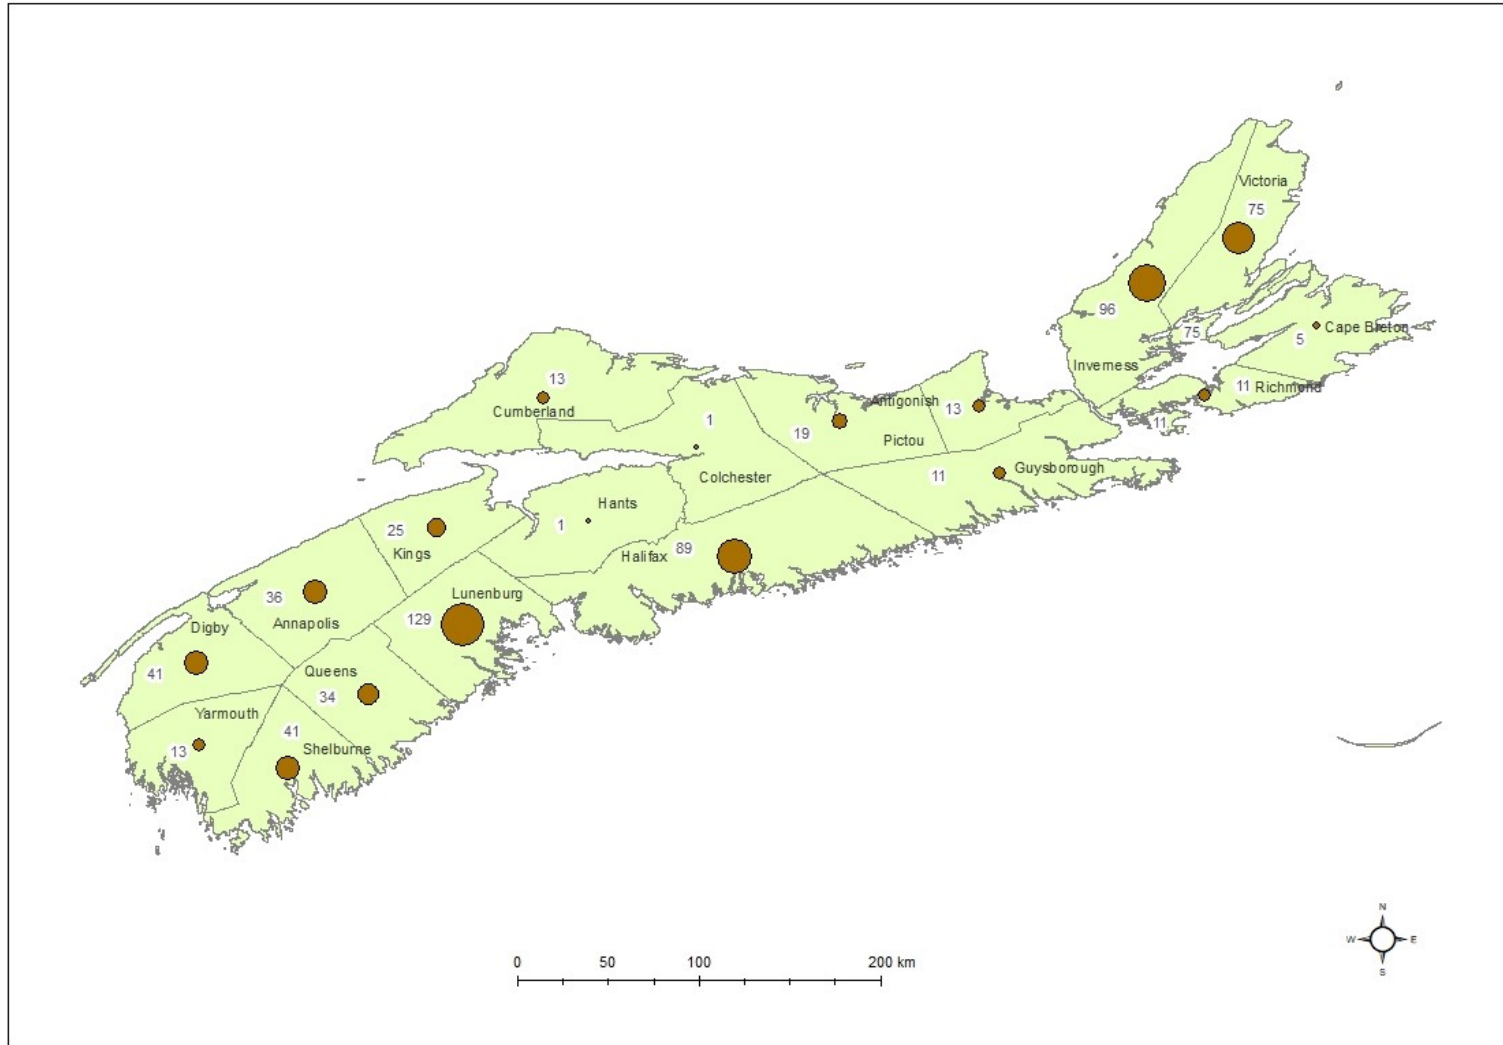 Victoria
75
96
75
5
Cape Breton
Inverness
13
Cumberland
11
Richmond
Antigonish
13
11
1
19
Pictou
Guysborough
11
Colchester
Hants
1
25
Kings
Halifax
89
36
Annapolis
Lunenburg
129
Digby
41
Queens
34
Yarmouth
13
41
Shelburne
N
W
E
S
0 50 100 200 km